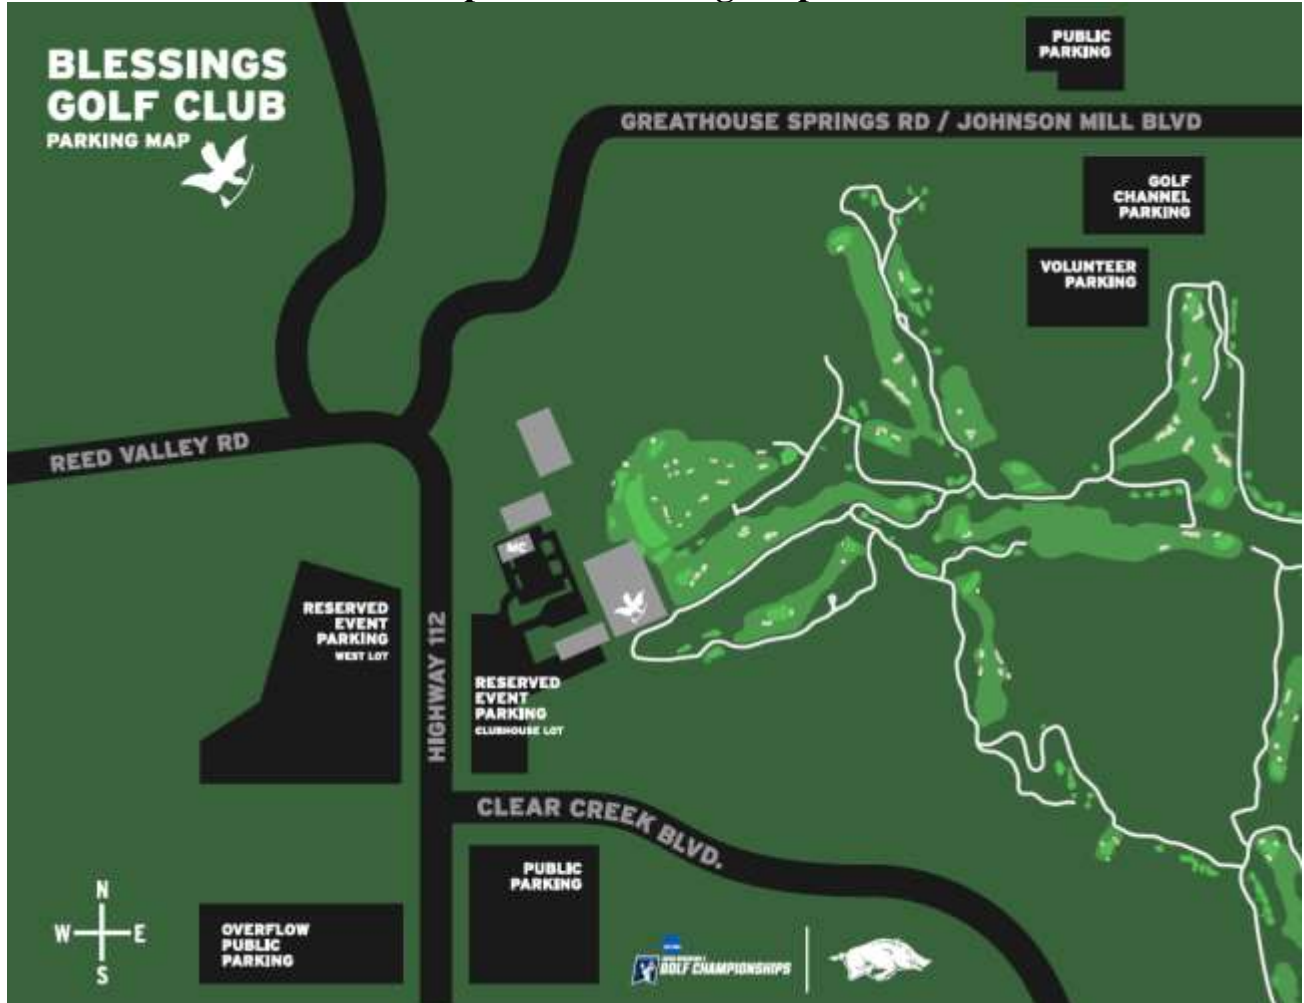 BLESSINGS
GOLF CLUB
PARKING MAP
PUBLIC
PARKING
GREATHOUSE SPRINGS RD / JOHNSON MILL BLVD
GOLF
CHANNEL
PARKING
VOLUNTEER
PARKING
REED VALLEY RD
MC
RESERVED
EVENT
PARKING
WEST LOT
HIGHWAY 112
RESERVED
EVENT
PARKING
CLUBHOUSE LOT
CLEAR CREEK BLVD.
PUBLIC
PARKING
N
W E
S
OVERFLOW
PUBLIC
PARKING
GOLF CHAMPIONSHIPS